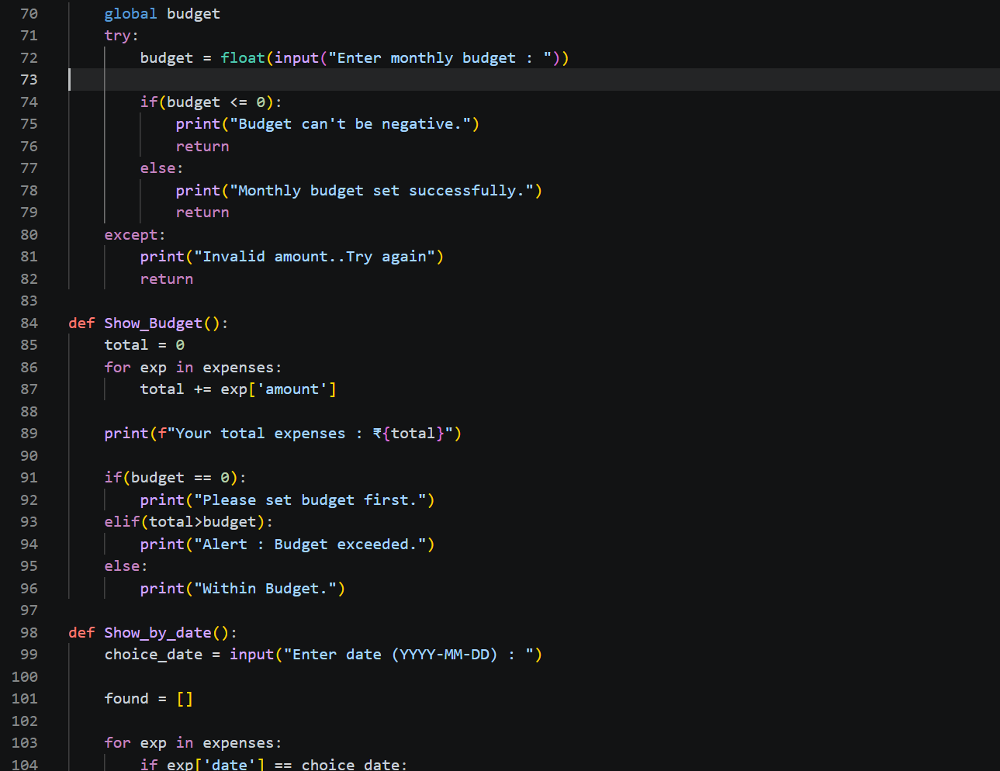 70 global budget
71 try:
72 budget = float(input("Enter monthly budget : "))
73
74 if(budget <= 0):
75 print("Budget can't be negative.")
76 return
77 else:
78 print("Monthly budget set successfully.")
79 return
80 except:
81 print("Invalid amount..Try again")
82 return
83
84 def Show_Budget():
85 total = 0
86 for exp in expenses:
87 total += exp['amount']
88
89 print(f"Your total expenses : ₹{total}")
90
91 if(budget == 0):
92 print("Please set budget first.")
93 elif(total>budget):
94 print("Alert : Budget exceeded.")
95 else:
96 print("Within Budget.")
97
98 def Show_by_date():
99 choice_date = input("Enter date (YYYY-MM-DD) : ")
100
101 found = []
102
103 for exp in expenses:
104 if exp['date'] == choice_date: